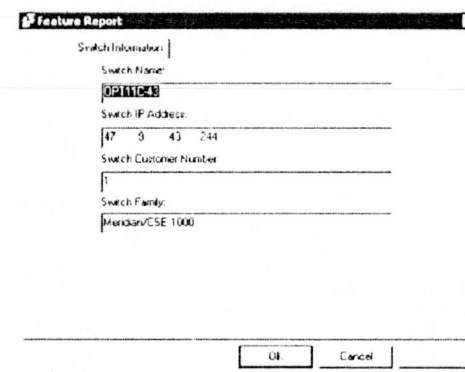 Feature Report
Switch Information
Switch Name:
OPT11C43
Switch IP Address:
47 9 43 244
Switch Customer Number
1
Switch Family:
Meridian/CSE 1000
OK Cancel